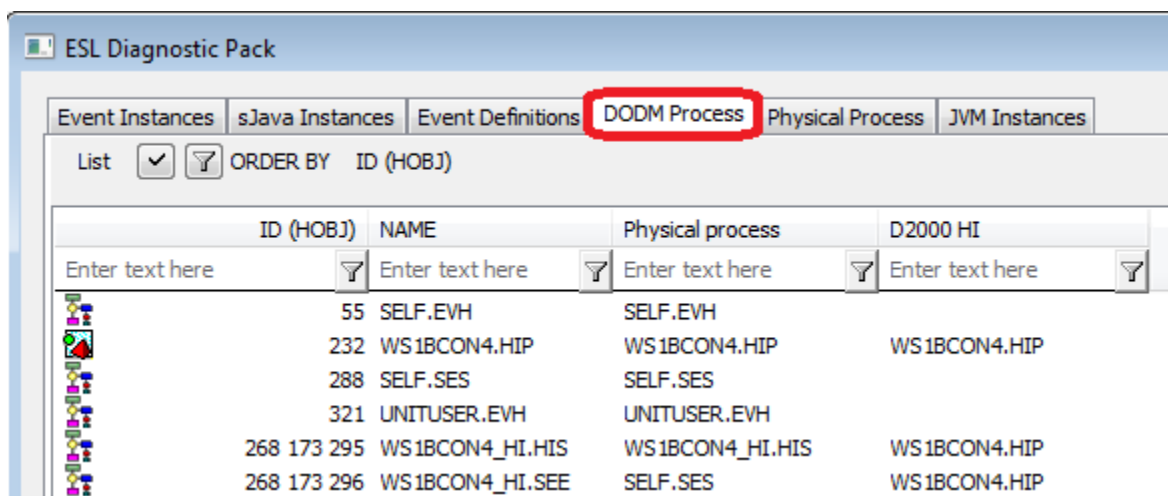 ESL Diagnostic Pack
Event Instances sJava Instances Event Definitions DODM Process Physical Process JVM Instances
List ORDER BY ID (HOBJ)
ID (HOBJ) NAME Physical process D2000 HI
Enter text here Enter text here Enter text here Enter text here
55 SELF.EVH SELF.EVH
232 WS1BCON4.HIP WS1BCON4.HIP WS1BCON4.HIP
288 SELF.SES SELF.SES
321 UNITUSER.EVH UNITUSER.EVH
268 173 295 WS1BCON4_HI.HIS WS1BCON4_HI.HIS WS1BCON4.HIP
268 173 296 WS1BCON4_HI.SEE SELF.SES WS1BCON4.HIP